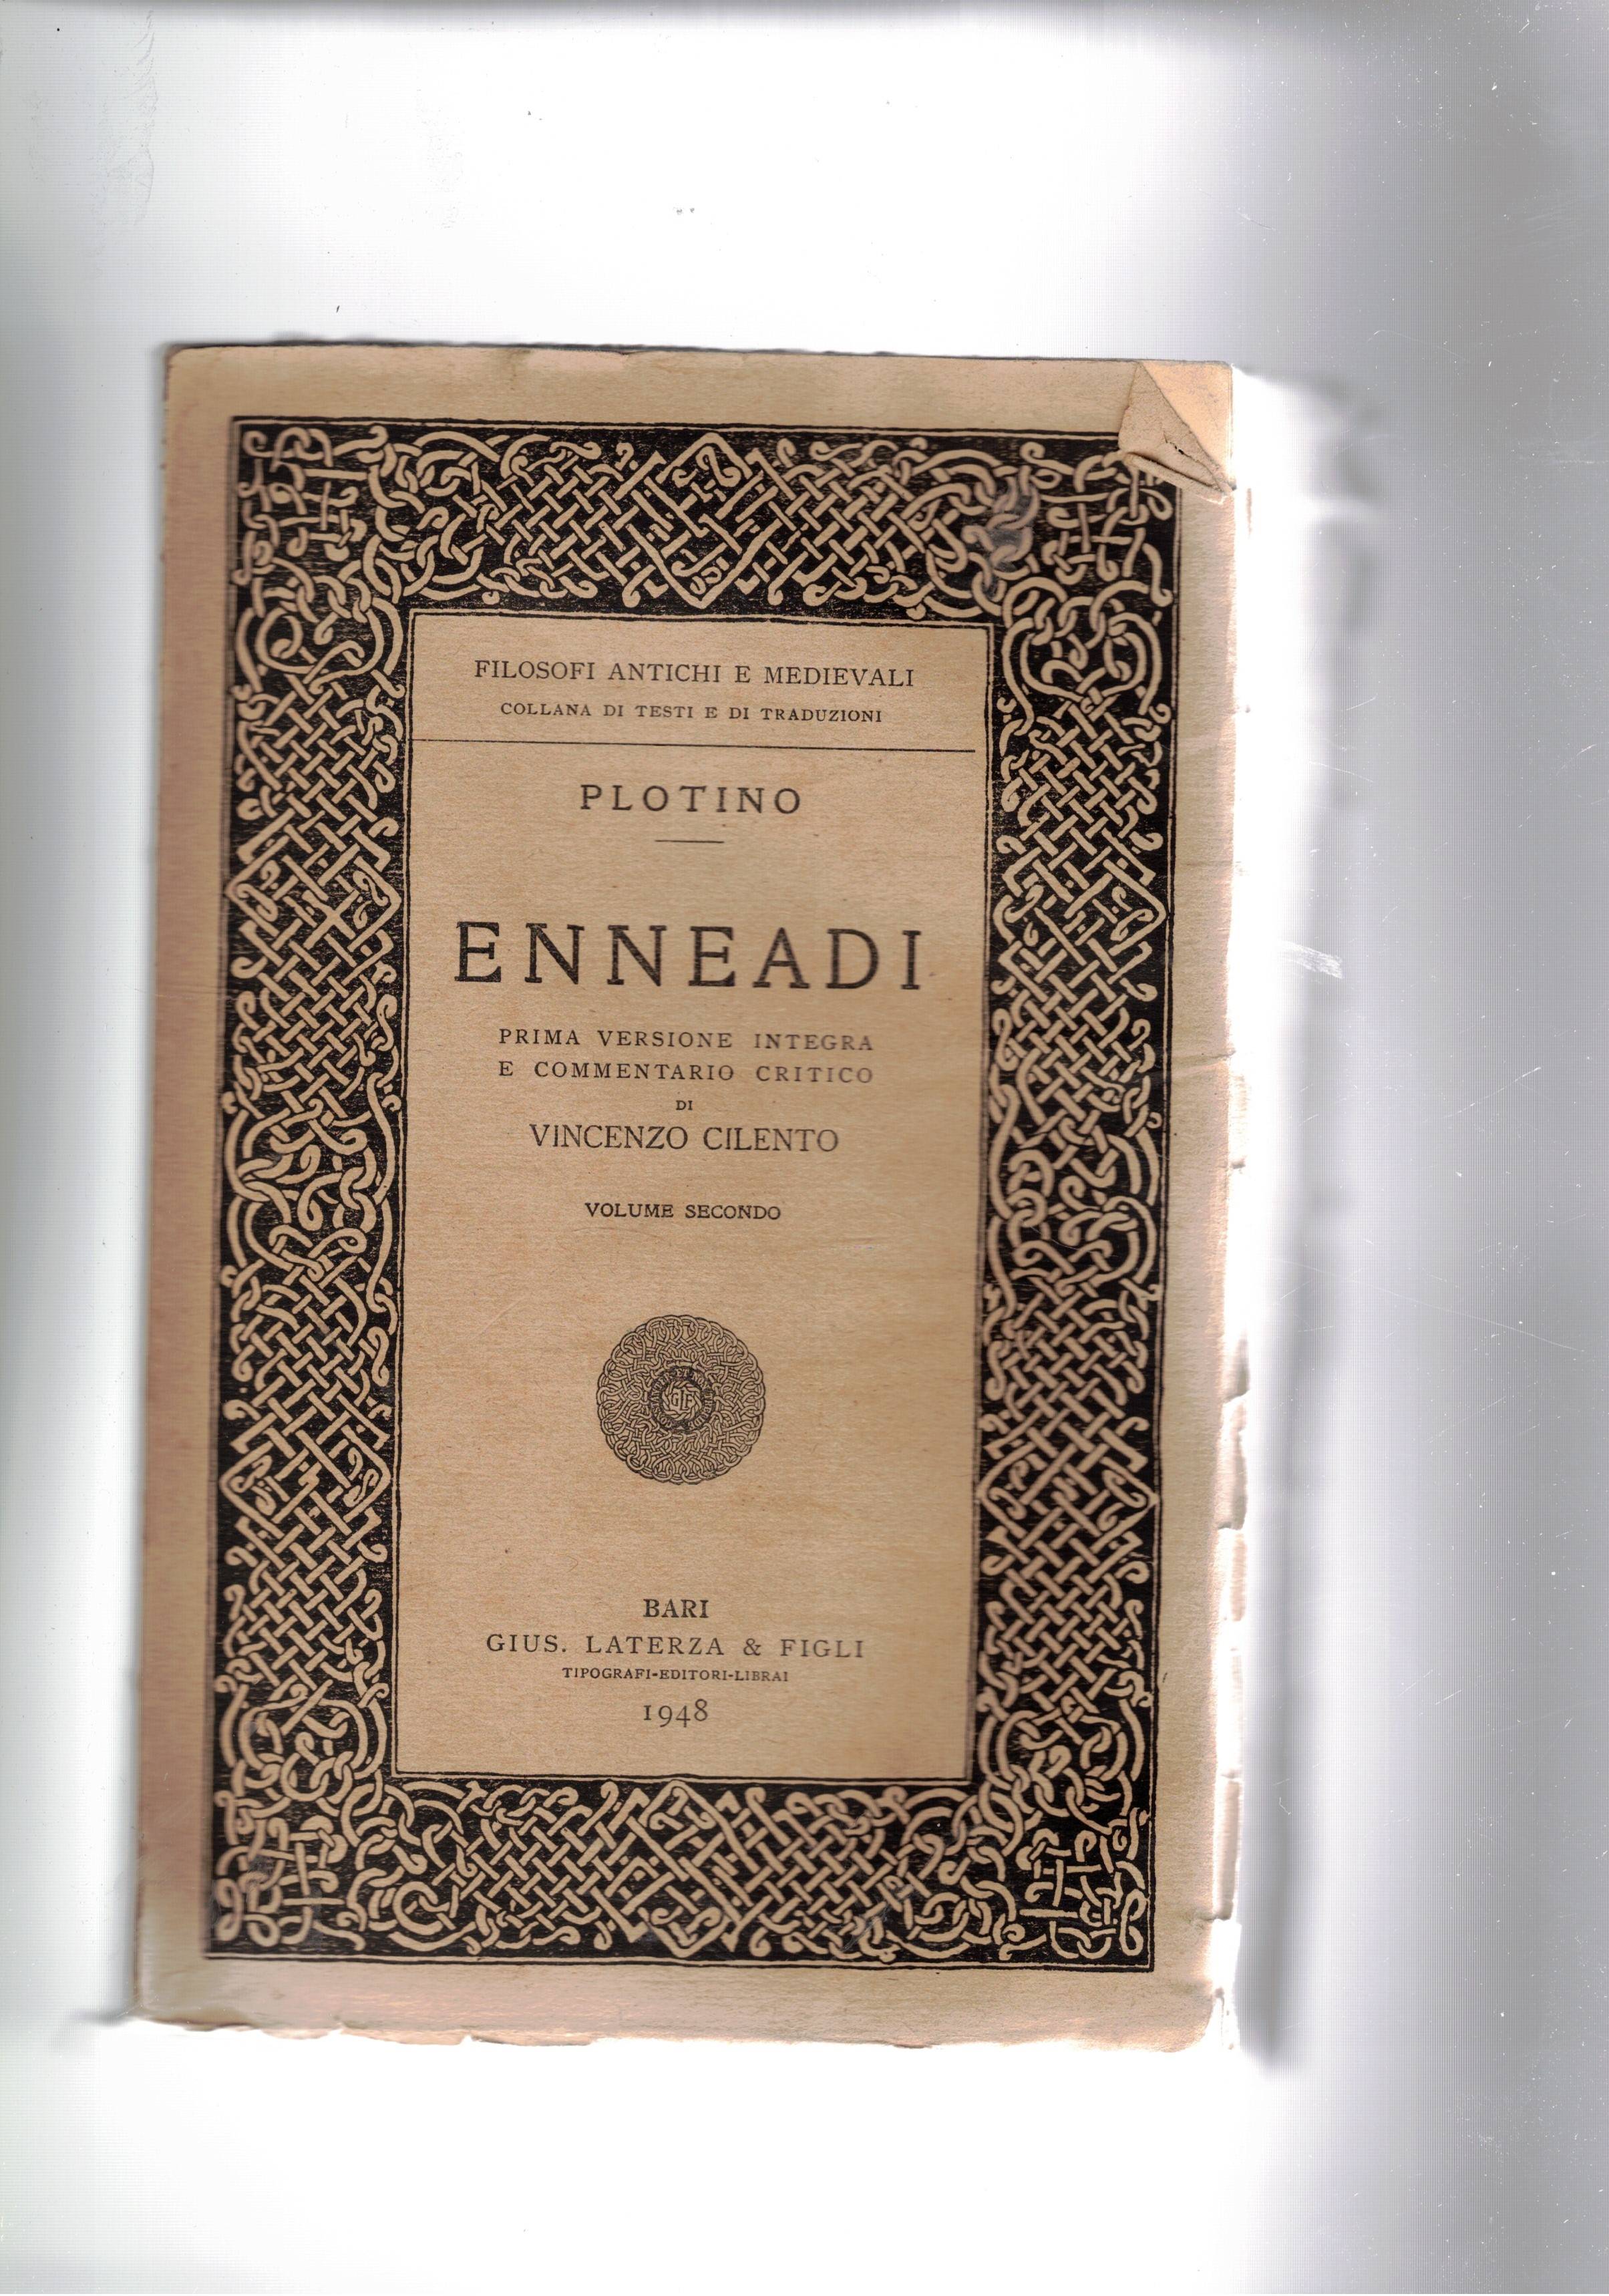 FILOSOFI ANTICHI E MEDIEVALI
COLLANA DI TESTI E DI TRADUZIONI
PLOTINO
ENNEADI
PRIMA VERSIONE INTEGRA
E COMMENTARIO CRITICO
DI
VINCENZO CILENTO
VOLUME SECONDO
BARI
GIUS. LATERZA & FIGLI
TIPOGRAFI-EDITORI-LIBRAI
1948